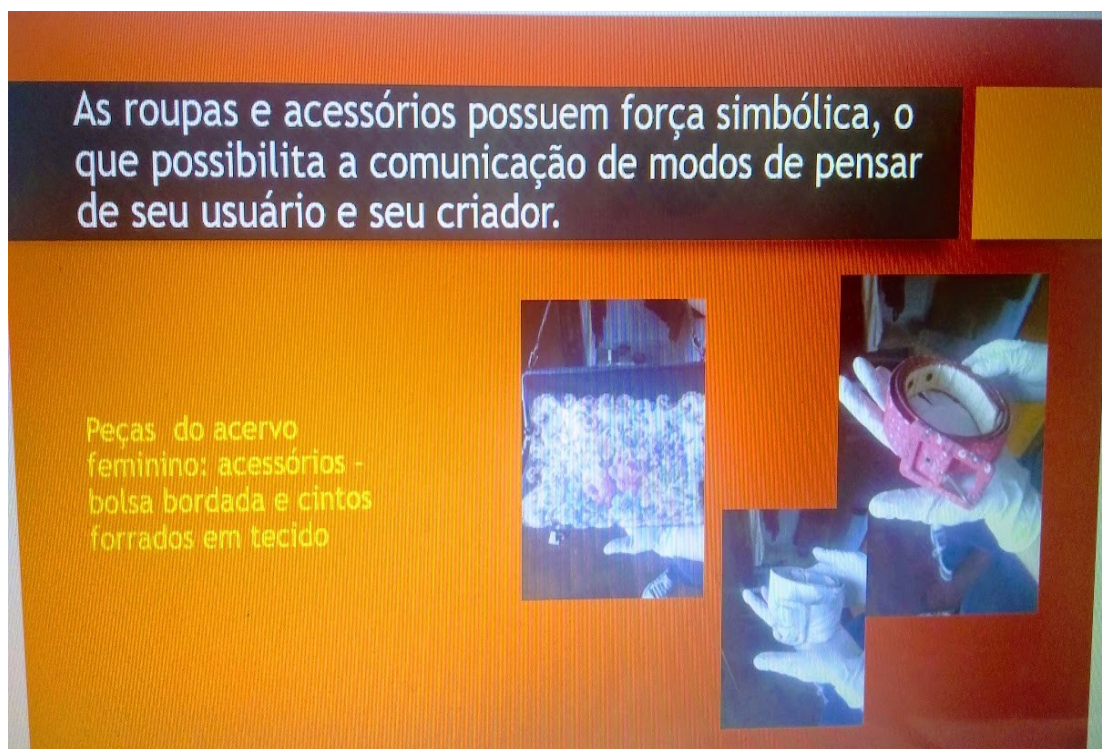 As roupas e acessórios possuem força simbólica, o
que possibilita a comunicação de modos de pensar
de seu usuário e seu criador.
Peças do acervo
feminino: acessórios -
bolsa bordada e cintos
forrados em tecido